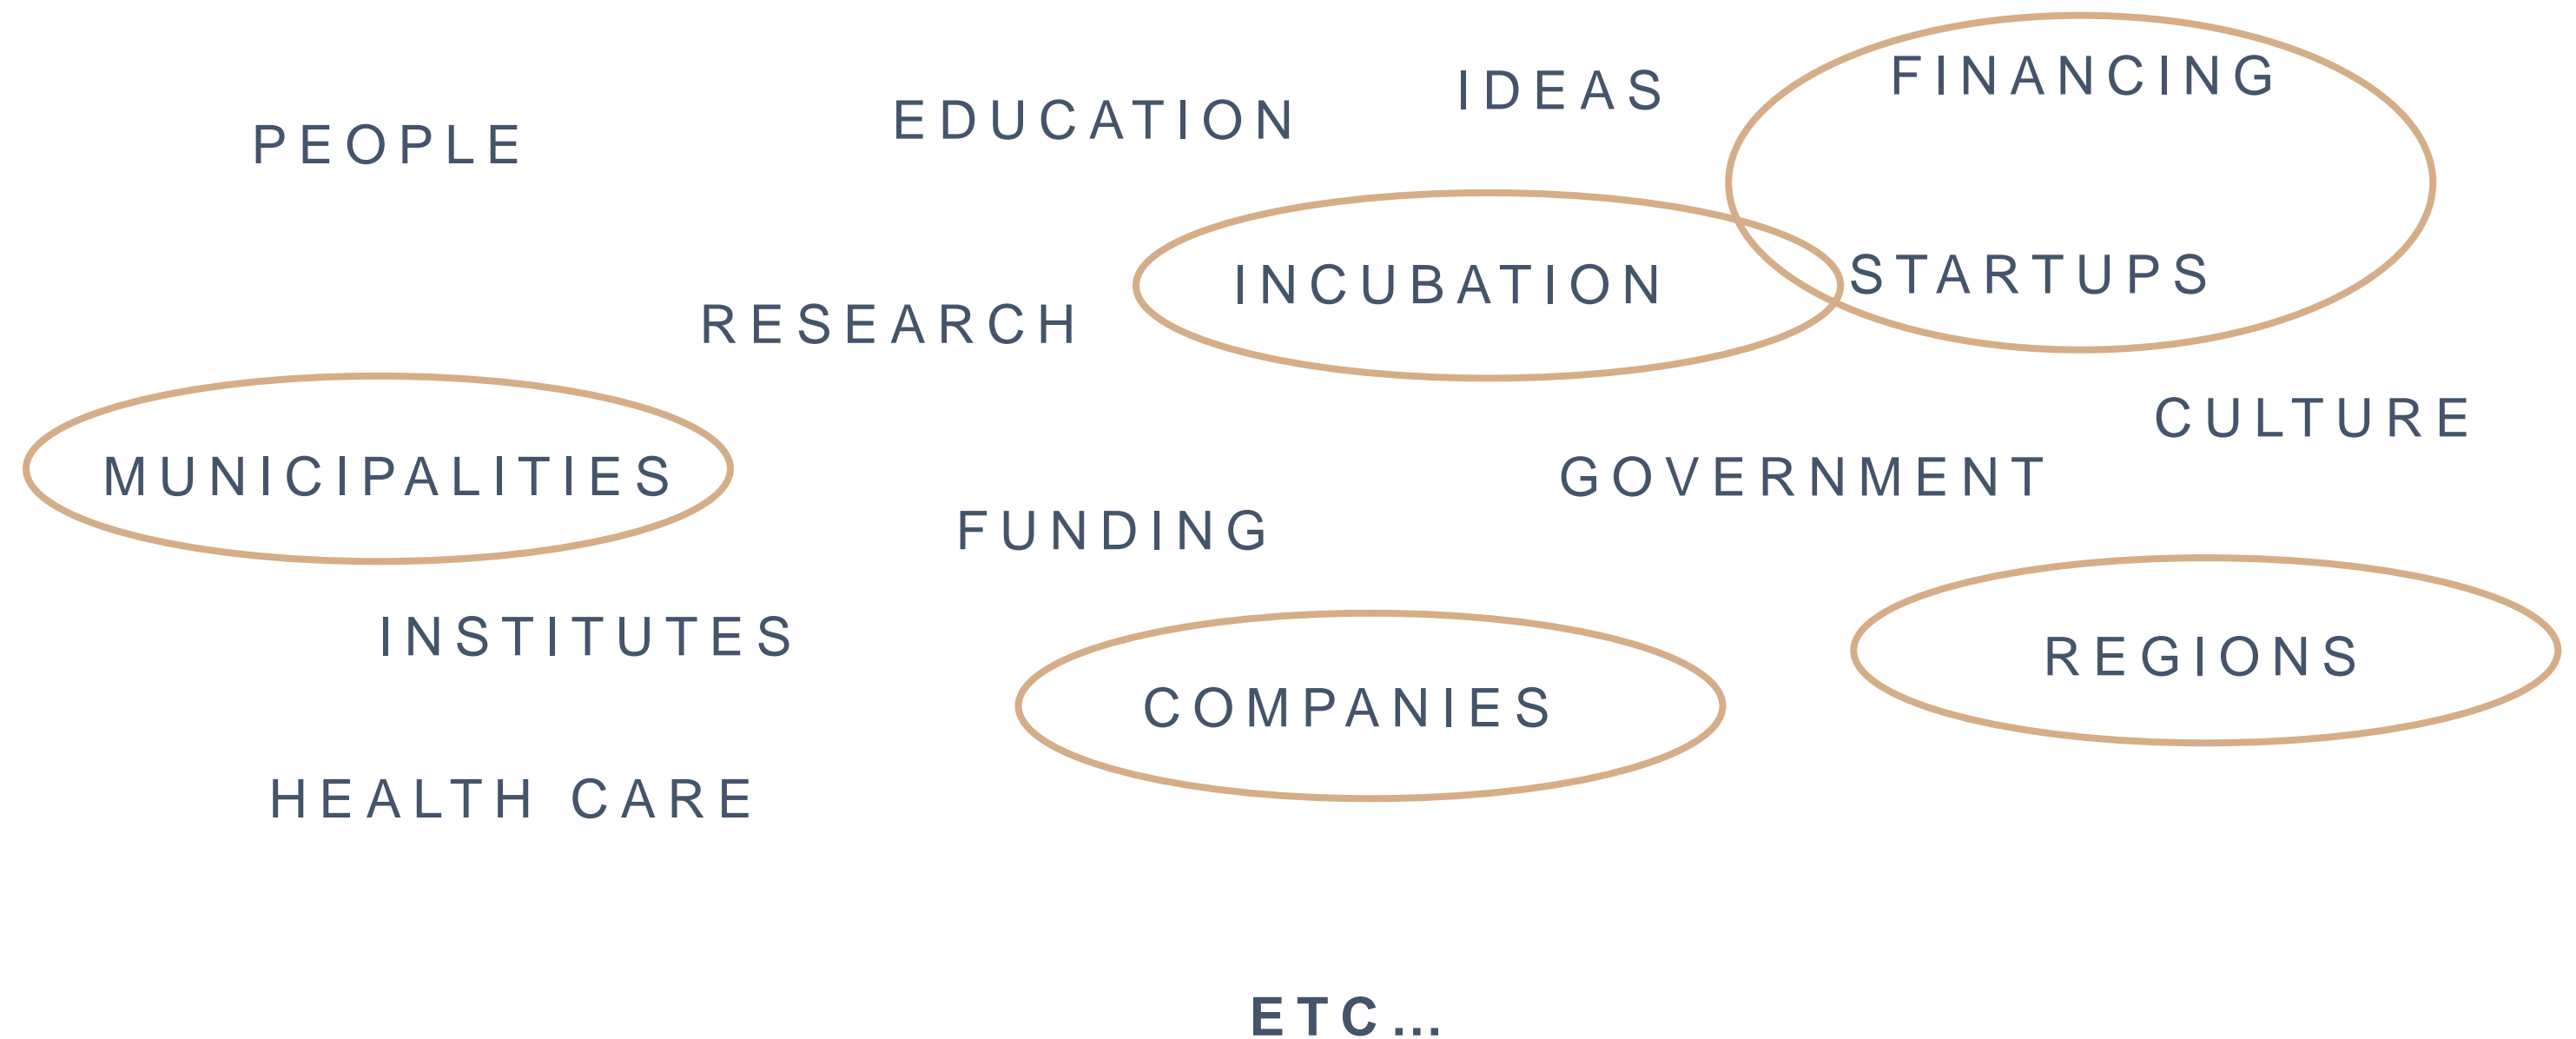 FINANCING
IDEAS
EDUCATION
PEOPLE
STARTUPS
INCUBATION
RESEARCH
CULTURE
GOVERNMENT
MUNICIPALITIES
FUNDING
INSTITUTES
REGIONS
COMPANIES
HEALTH CARE
ETC...